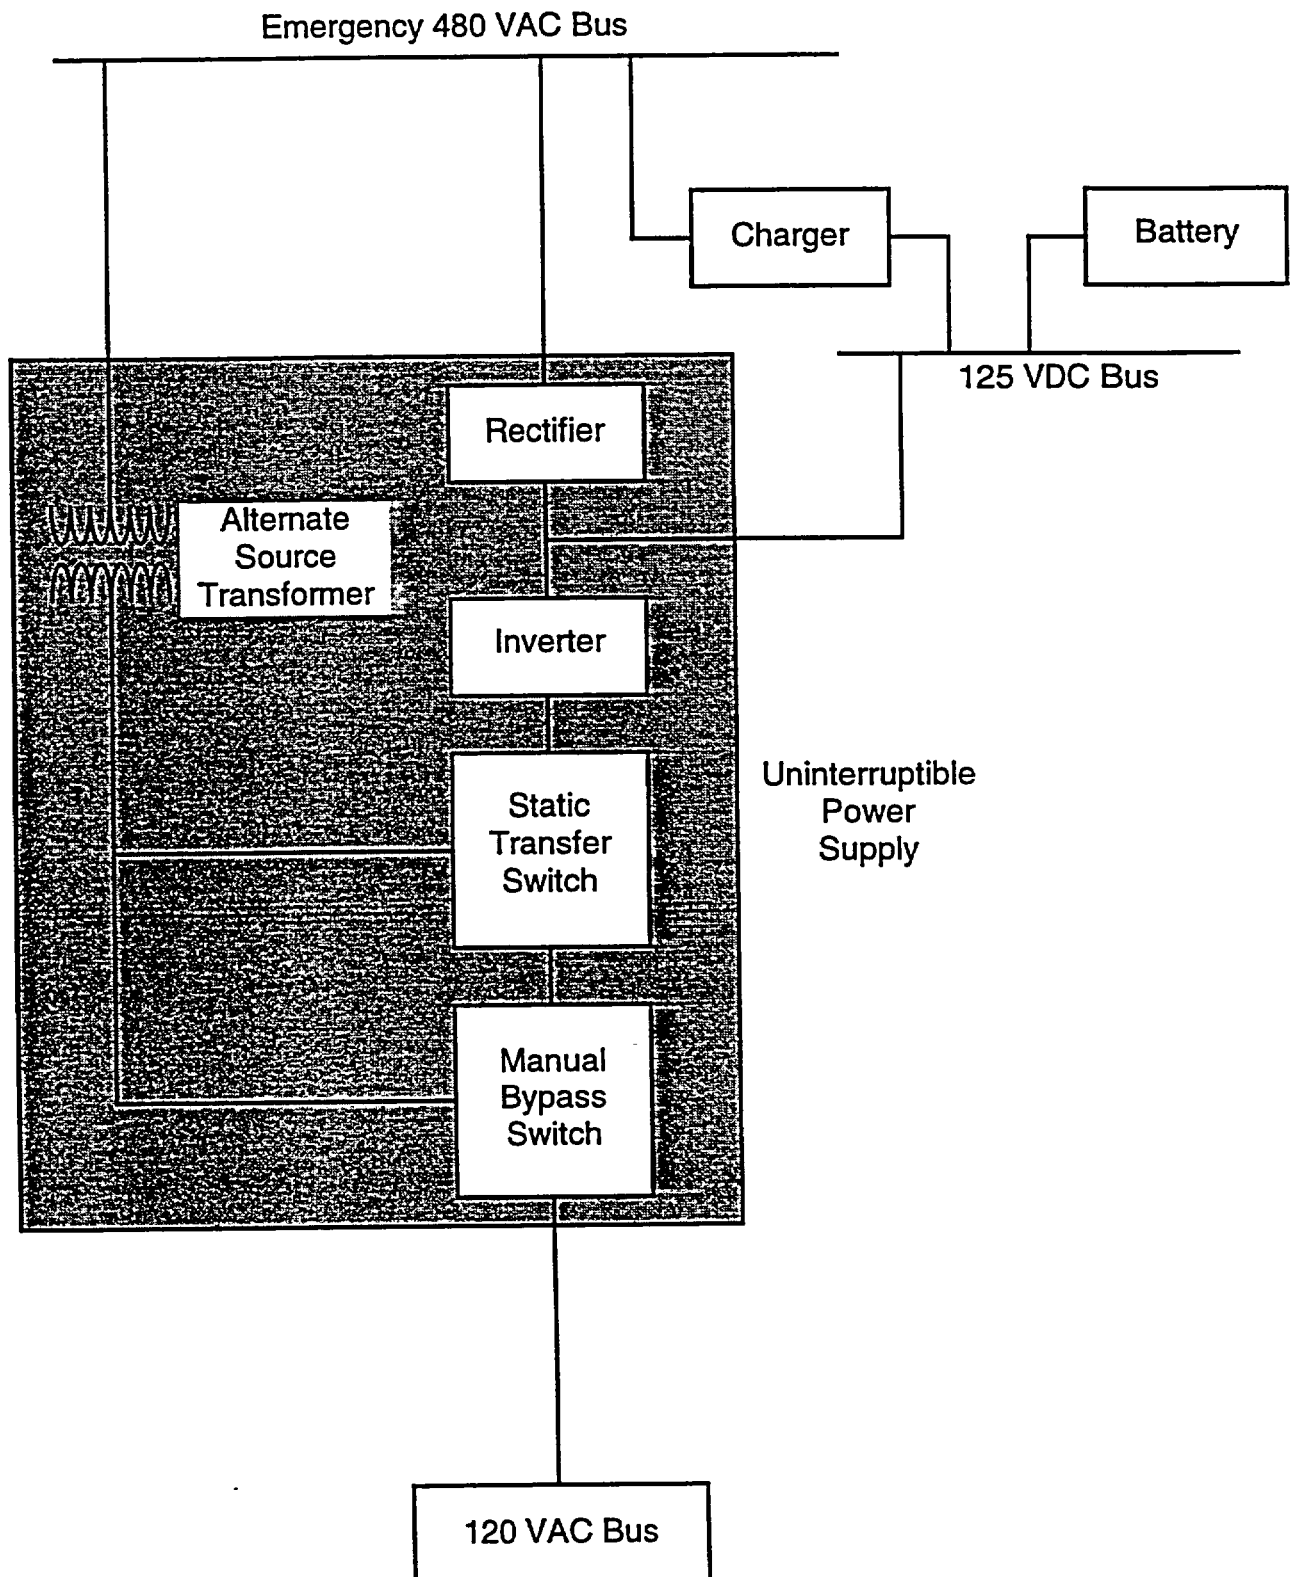 Emergency 480 VAC Bus
Charger
Battery
125 VDC Bus
Rectifier
Alternate
Source
Transformer
Inverter
Static
Transfer
Switch
Uninterruptible
Power
Supply
Manual
Bypass
Switch
120 VAC Bus